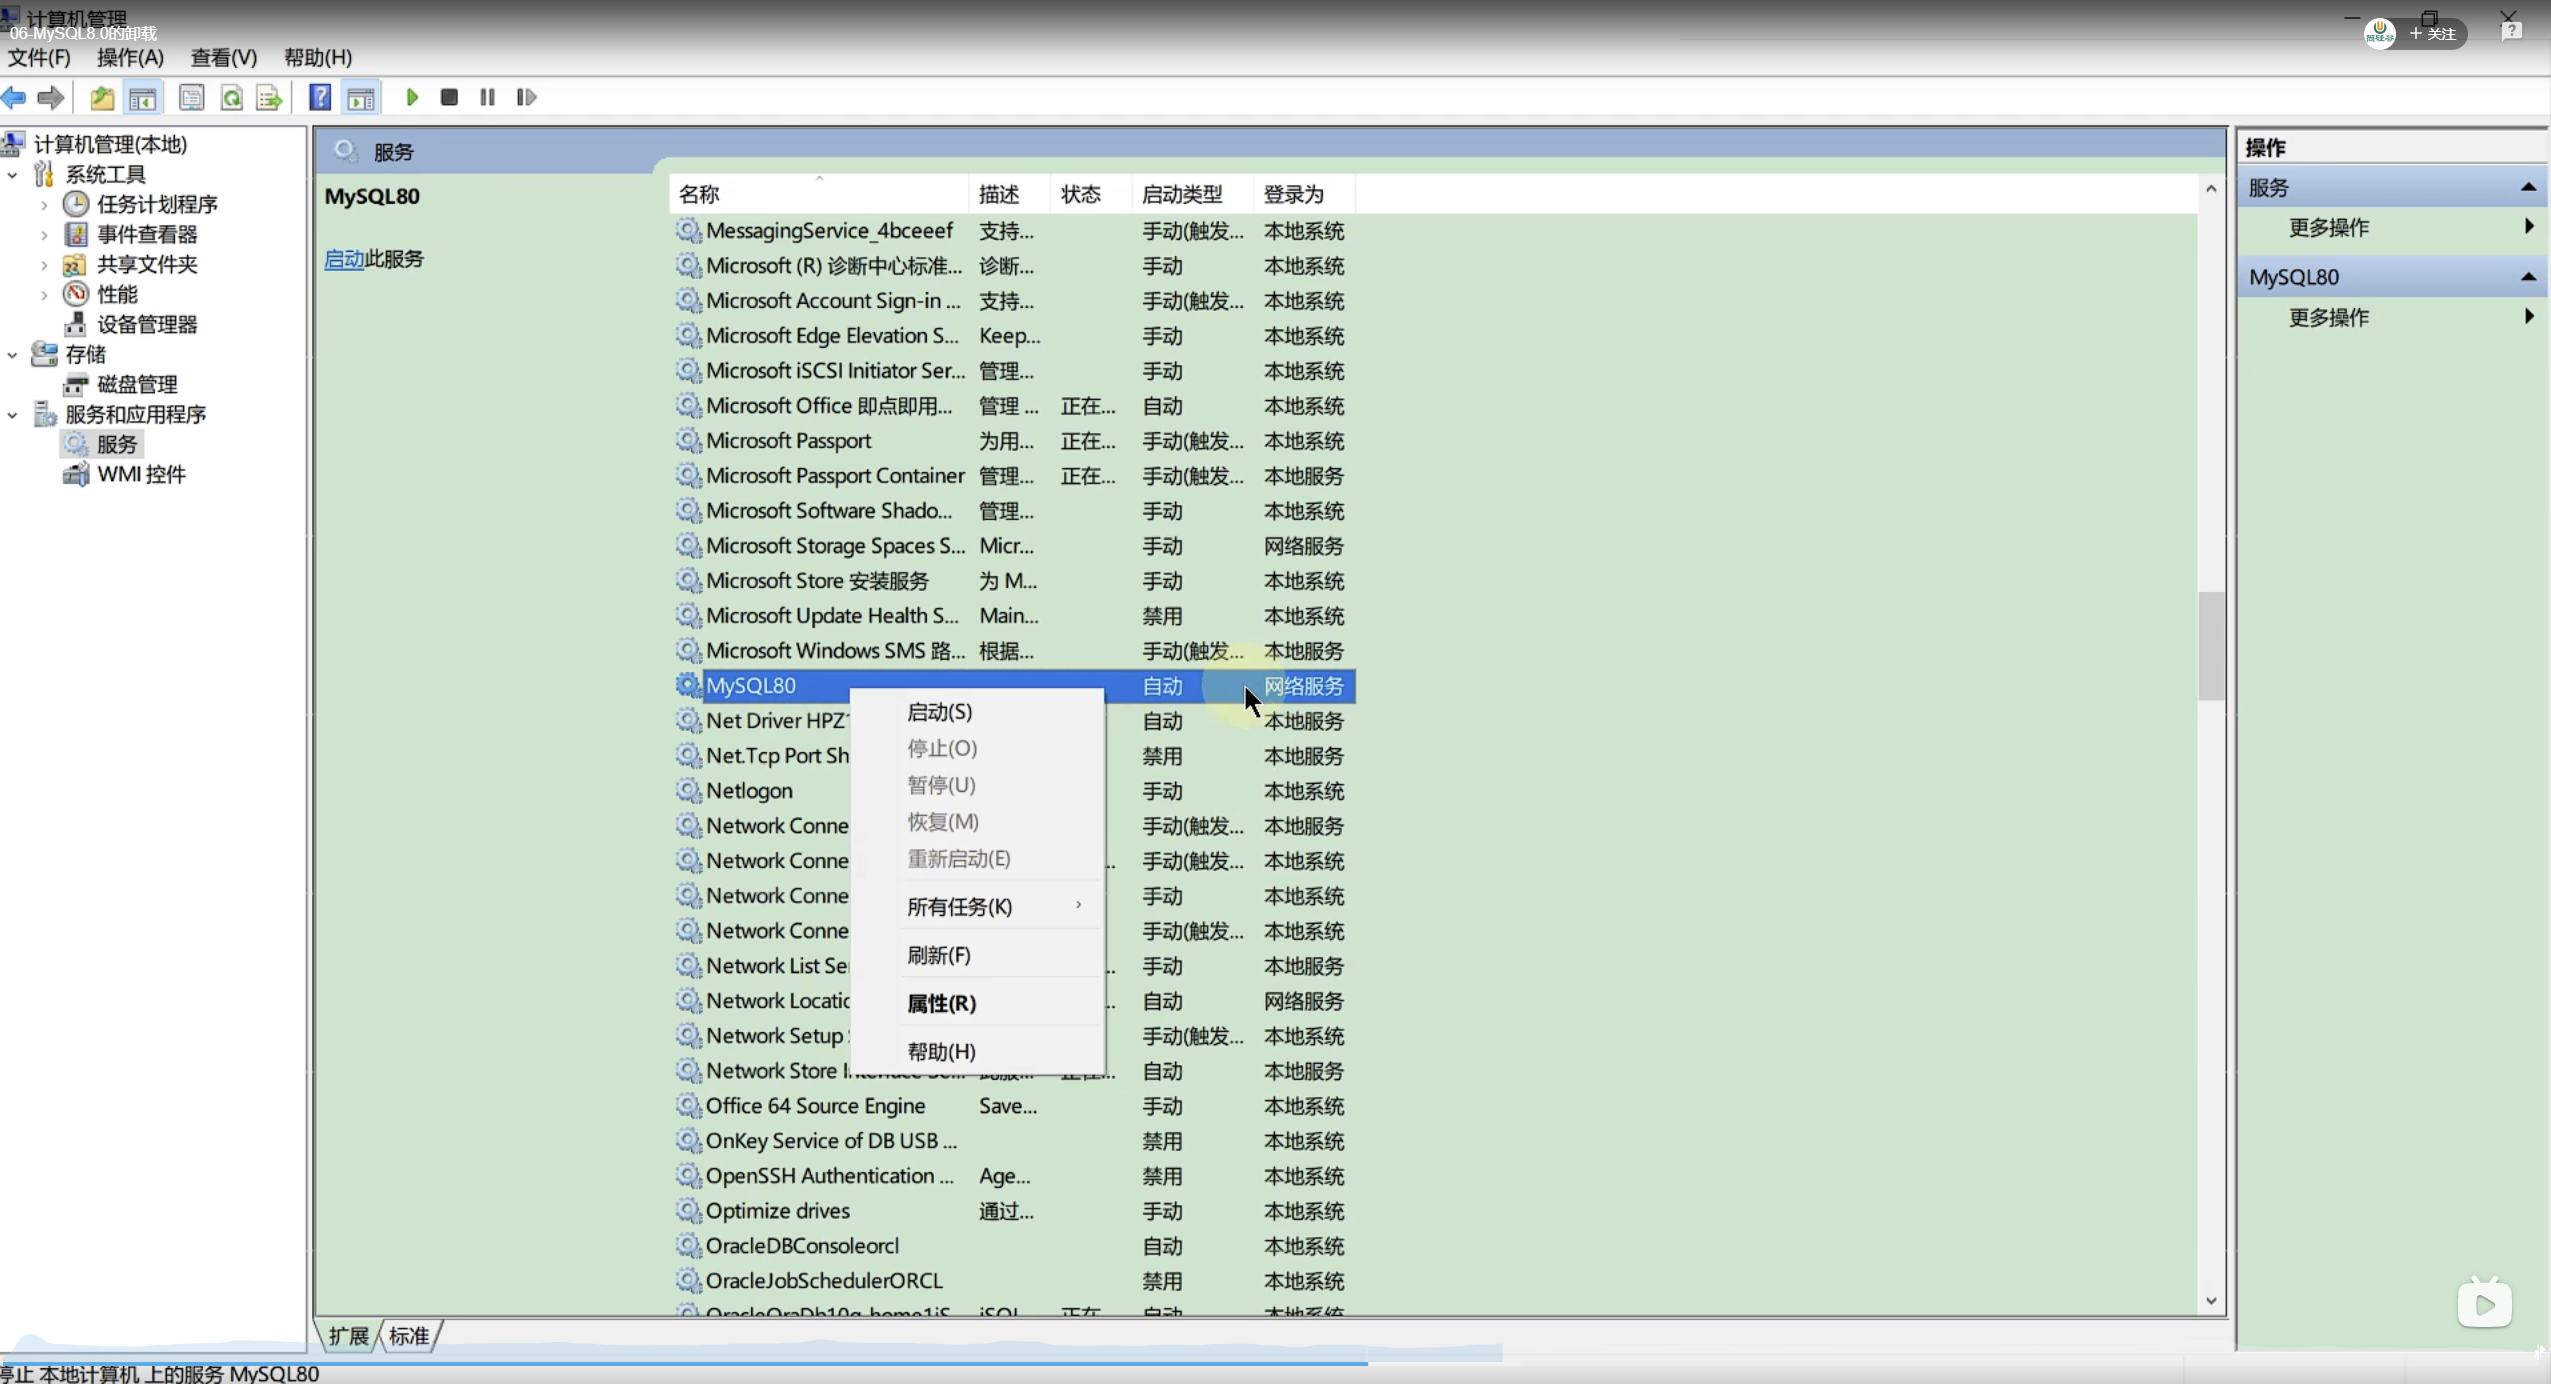 计算机管理
06-MySQL8.0的卸载
+ 关注
文件(F) 操作(A) 查看(V) 帮助(H)
计算机管理(本地)
系统工具
任务计划程序
事件查看器
共享文件夹
性能
设备管理器
存储
磁盘管理
服务和应用程序
服务
WMI 控件
服务
MySQL80
启动此服务
名称 描述 状态 启动类型 登录为
MessagingService_4bceeef 支持... 手动(触发... 本地系统
Microsoft (R) 诊断中心标准... 诊断... 手动 本地系统
Microsoft Account Sign-in ... 支持... 手动(触发... 本地系统
Microsoft Edge Elevation S... Keep... 手动 本地系统
Microsoft iSCSI Initiator Ser... 管理... 手动 本地系统
Microsoft Office 即点即用... 管理 ... 正在... 自动 本地系统
Microsoft Passport 为用... 正在... 手动(触发... 本地系统
Microsoft Passport Container 管理... 正在... 手动(触发... 本地服务
Microsoft Software Shado... 管理... 手动 本地系统
Microsoft Storage Spaces S... Micr... 手动 网络服务
Microsoft Store 安装服务 为 M... 手动 本地系统
Microsoft Update Health S... Main... 禁用 本地系统
Microsoft Windows SMS 路... 根据... 手动(触发... 本地服务
MySQL80 自动 网络服务
Net Driver HPZ 自动 本地服务
Net.Tcp Port Sh 禁用 本地服务
Netlogon 手动 本地系统
Network Conne 手动(触发... 本地服务
Network Conne 手动(触发... 本地系统
Network Conne 手动 本地系统
Network Conne 手动(触发... 本地系统
Network List Se 手动 本地服务
Network Locatic 自动 网络服务
Network Setup 手动(触发... 本地系统
Network Store 自动 本地服务
Office 64 Source Engine Save... 手动 本地系统
OnKey Service of DB USB ... 禁用 本地系统
OpenSSH Authentication ... Age... 禁用 本地系统
Optimize drives 通过... 手动 本地系统
OracleDBConsoleorcl 自动 本地系统
OracleJobSchedulerORCL 禁用 本地系统
启动(S)
停止(O)
暂停(U)
恢复(M)
重新启动(E)
所有任务(K)
刷新(F)
属性(R)
帮助(H)
操作
服务
更多操作
MySQL80
更多操作
扩展 标准
停止 本地计算机 上的服务 MySQL80